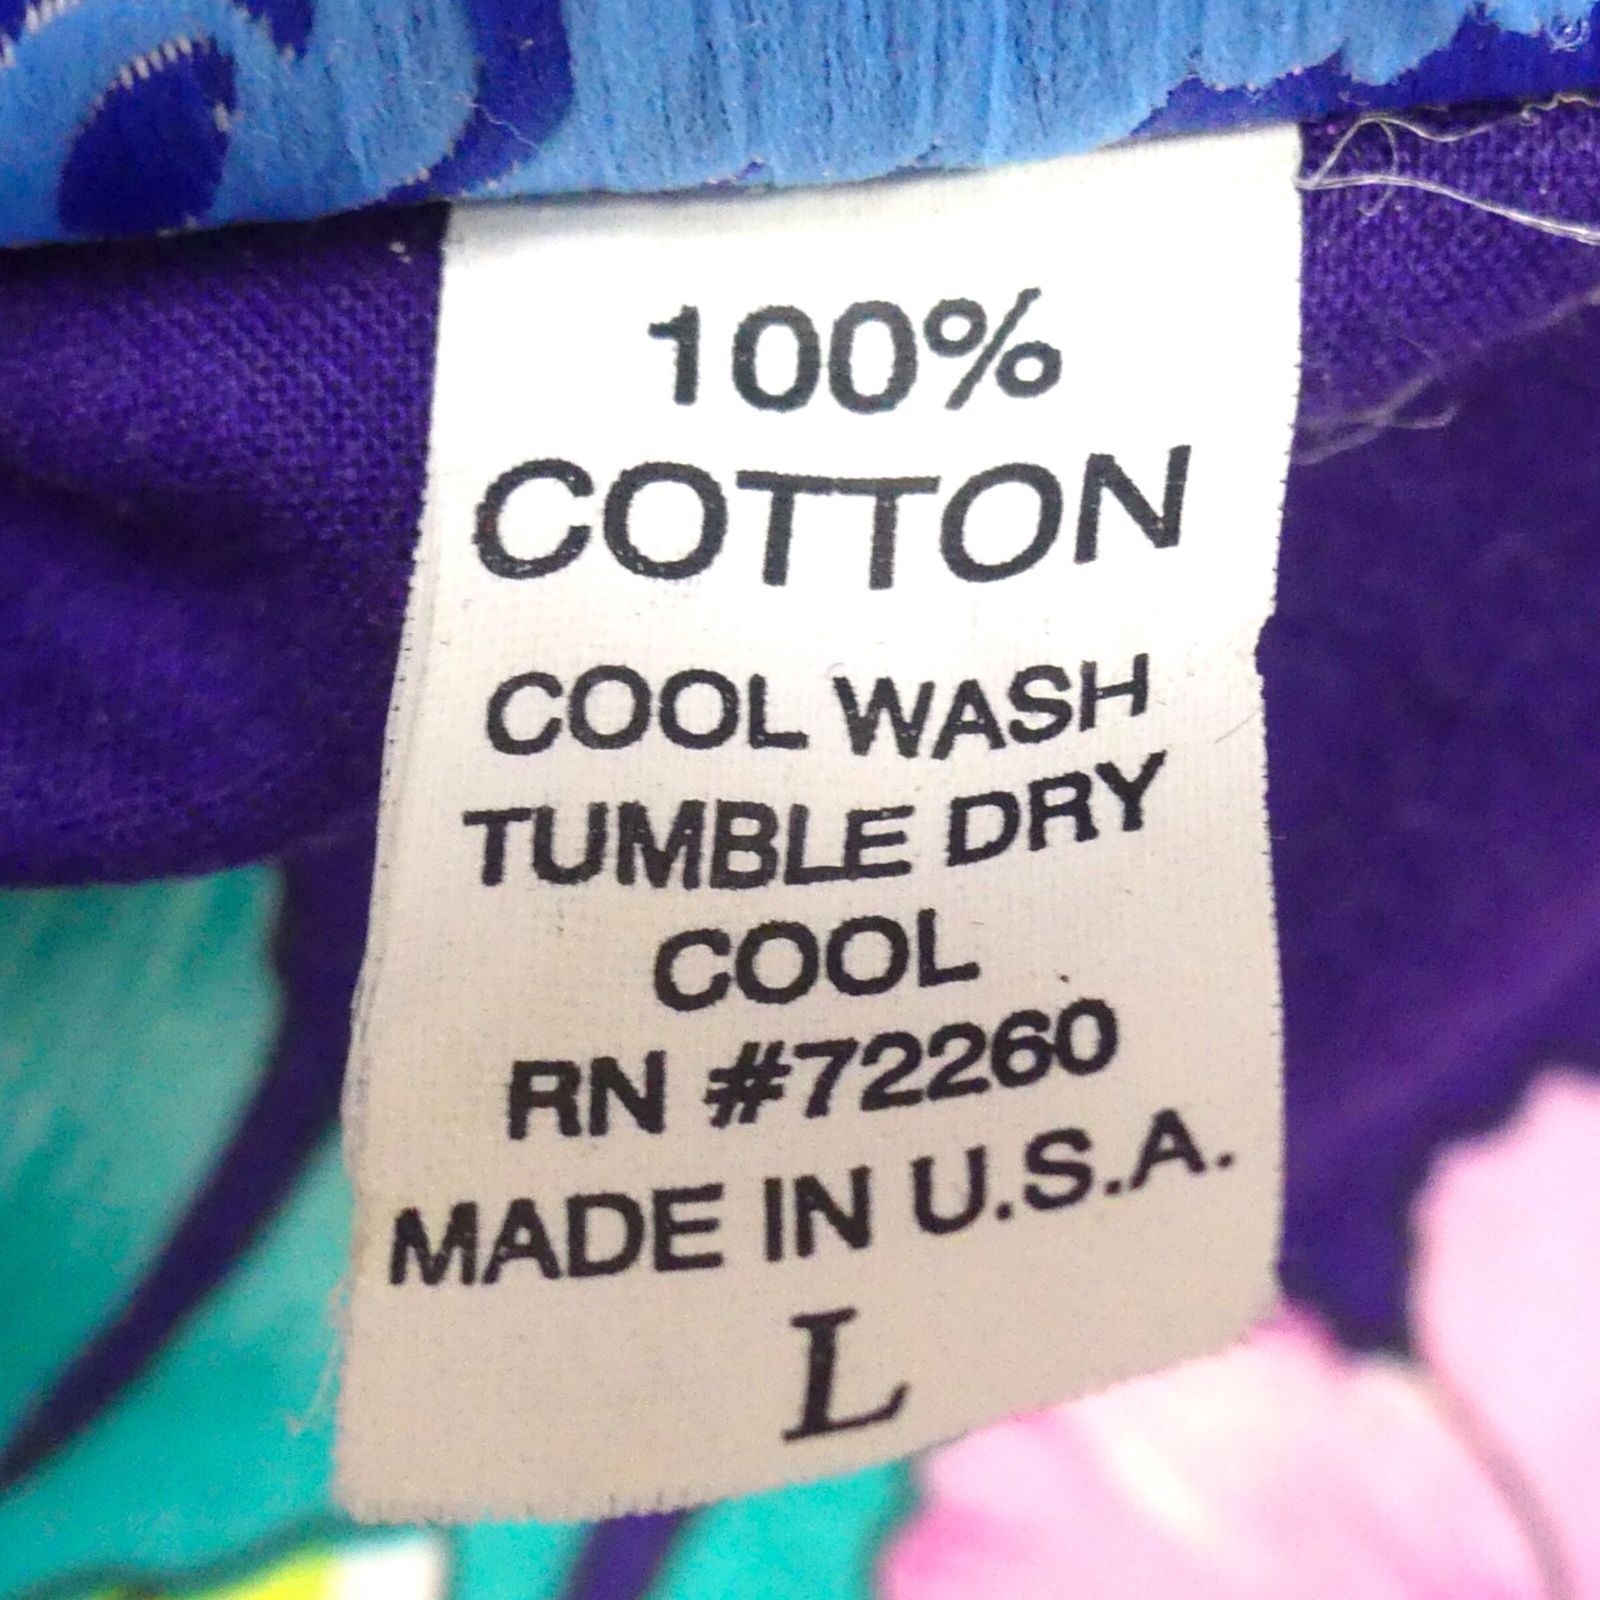 100%
COTTON
COOL WASH
TUMBLE DRY
COOL
RN #72260
MADE IN U.S.A.
L